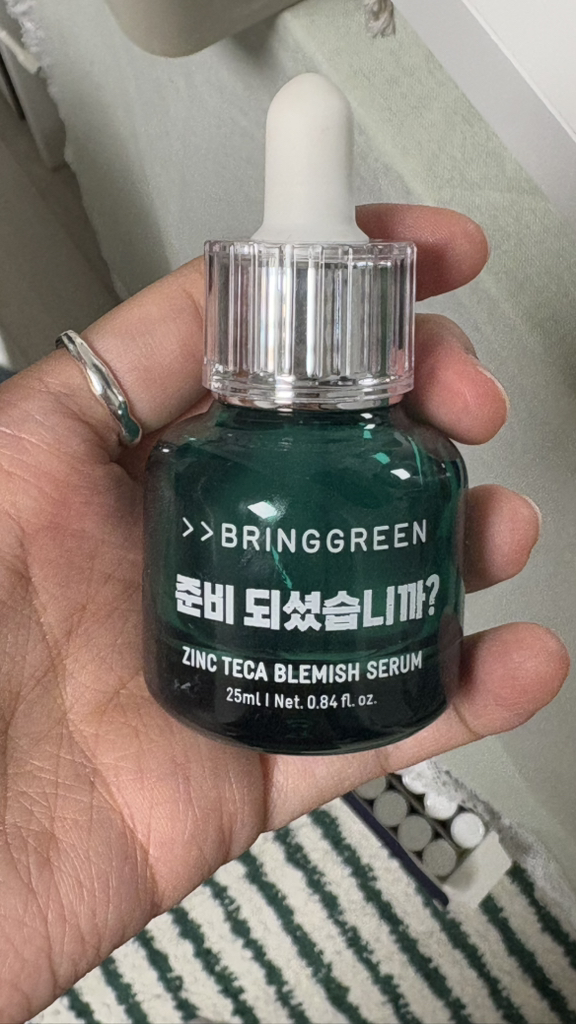 >>BRINGGREEN
준비 되셨습니까?
ZINC TECA BLEMISH SERUM
25ml I Net. 0.84 fl. oz.